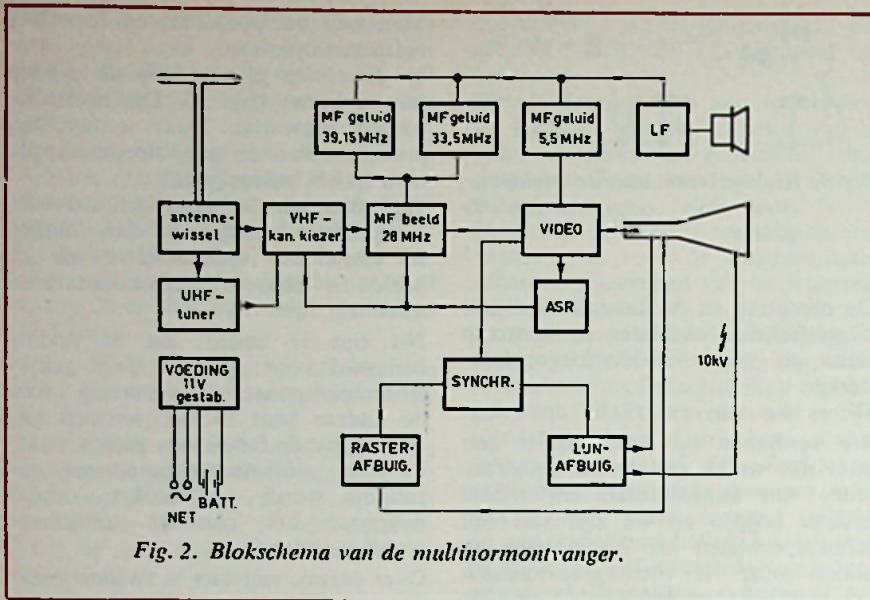 MF geluid
39,15 MHz
MF geluid
33,5 MHz
MF geluid
5,5 MHz
LF
antenne-
wissel
VHF-
kan. kiezer
MF beeld
28 MHz
VIDEO
UHF-
tuner
ASR
10kV
VOEDING
11V
gestab.
SYNCHR.
RASTER-
AFBUIG.
LIJN-
AFBUIG.
NET
BATT.
Fig. 2. Blokschema van de multinormontvanger.